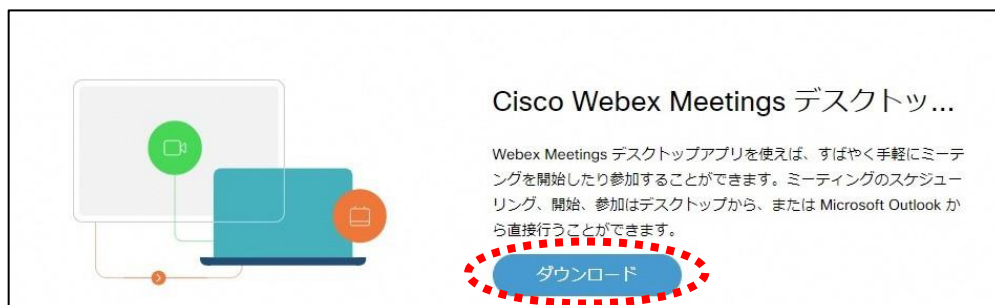 Cisco Webex Meetings デスクトッ...
Webex Meetings デスクトップアプリを使えば、すばやく手軽にミーテ
ングを開始したり参加することができます。ミーティングのスケジュー
リング、開始、参加はデスクトップから、または Microsoft Outlook か
ら直接行うことができます。
ダウンロード